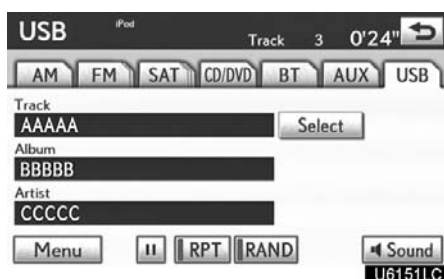 USB iPod Track 3 0'24"
AM FM SAT CD/DVD BT AUX USB
Track
AAAAA Select
Album
BBBBB
Artist
CCCCC
Menu RPT RAND Sound
U6151LC